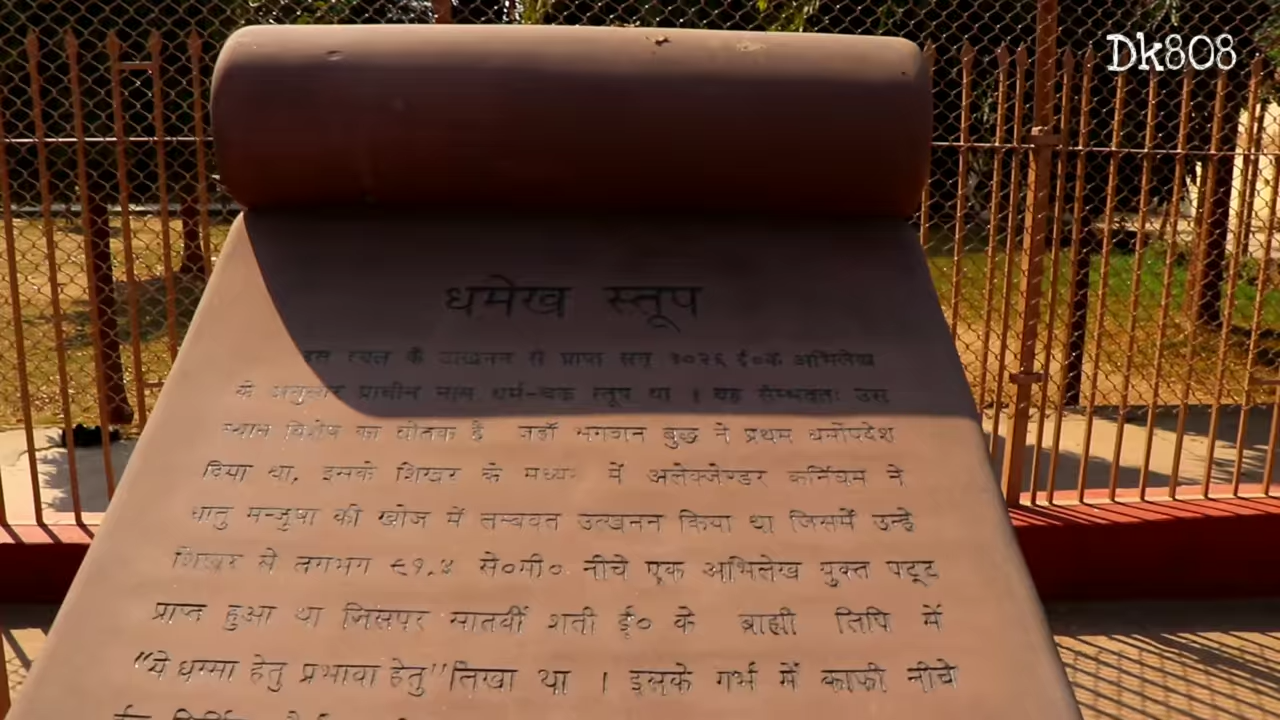 Dk808
धमेख स्तूप
इस स्थल के उत्खनन से प्राप्त सन् १०२६ ई०के अभिलेख
के अनुसार प्राचीन नाम धर्म-चक्र स्तूप था । यह सम्भवतः उस
स्थान विशेष का द्योतक है जहाँ भगवान बुद्ध ने प्रथम धर्मोपदेश
दिया था, इसके शिखर के मध्य में अलेक्जेण्डर कनिंघम ने
धातु मन्जुषा की खोज में लम्बवत उत्खनन किया था जिसमें उन्हे
शिखर से लगभग ९१.४ से०मी० नीचे एक अभिलेख युक्त पट्ट
प्राप्त हुआ था जिसपर सातवीं शती ई० के ब्राह्मी लिपि में
"ये धम्मा हेतु प्रभावा हेतु" लिखा था । इसके गर्भ में काफी नीचे